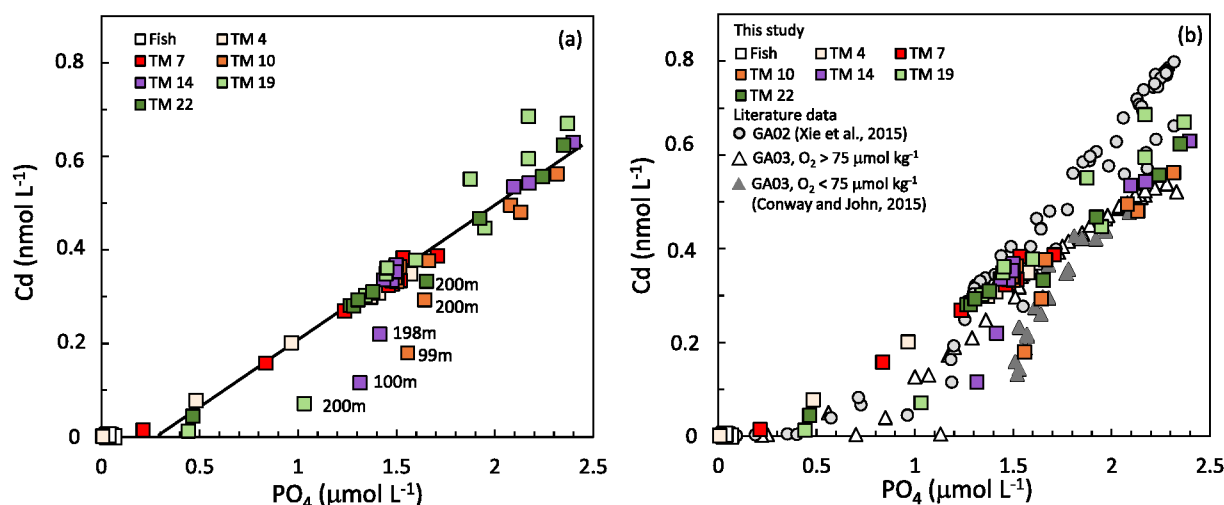 (a)
Fish
TM 4
TM 7
TM 10
TM 14
TM 19
TM 22
0.8
0.6
0.4
0.2
0
Cd (nmol L⁻¹)
200m
200m
198m
99m
100m
200m
0
0.5
1
1.5
2
2.5
PO₄ (μmol L⁻¹)
(b)
This study
Fish
TM 4
TM 7
TM 10
TM 14
TM 19
TM 22
Literature data
GA02 (Xie et al., 2015)
GA03, O₂ > 75 μmol kg⁻¹
GA03, O₂ < 75 μmol kg⁻¹
(Conway and John, 2015)
0.8
0.6
0.4
0.2
0
Cd (nmol L⁻¹)
0
0.5
1
1.5
2
2.5
PO₄ (μmol L⁻¹)